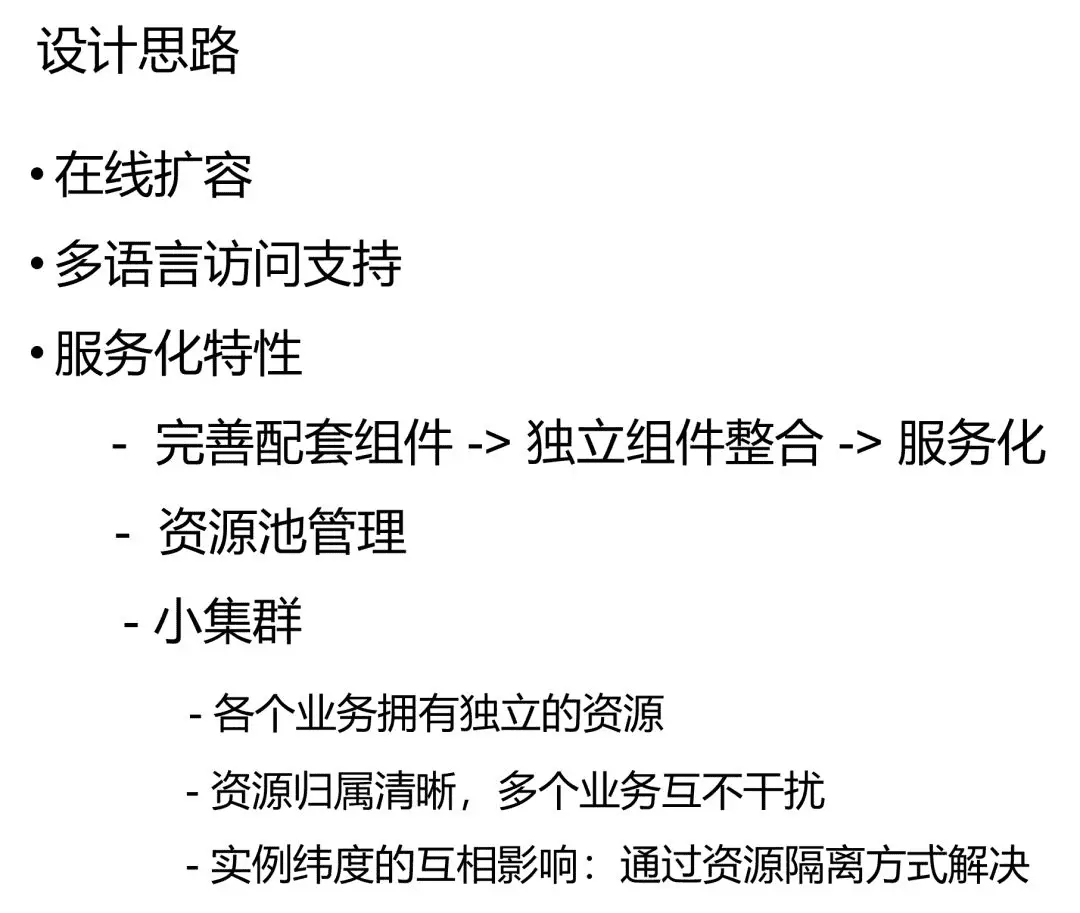 设计思路
•在线扩容
•多语言访问支持
•服务化特性
- 完善配套组件 -> 独立组件整合 -> 服务化
- 资源池管理
- 小集群
- 各个业务拥有独立的资源
- 资源归属清晰，多个业务互不干扰
- 实例纬度的互相影响：通过资源隔离方式解决